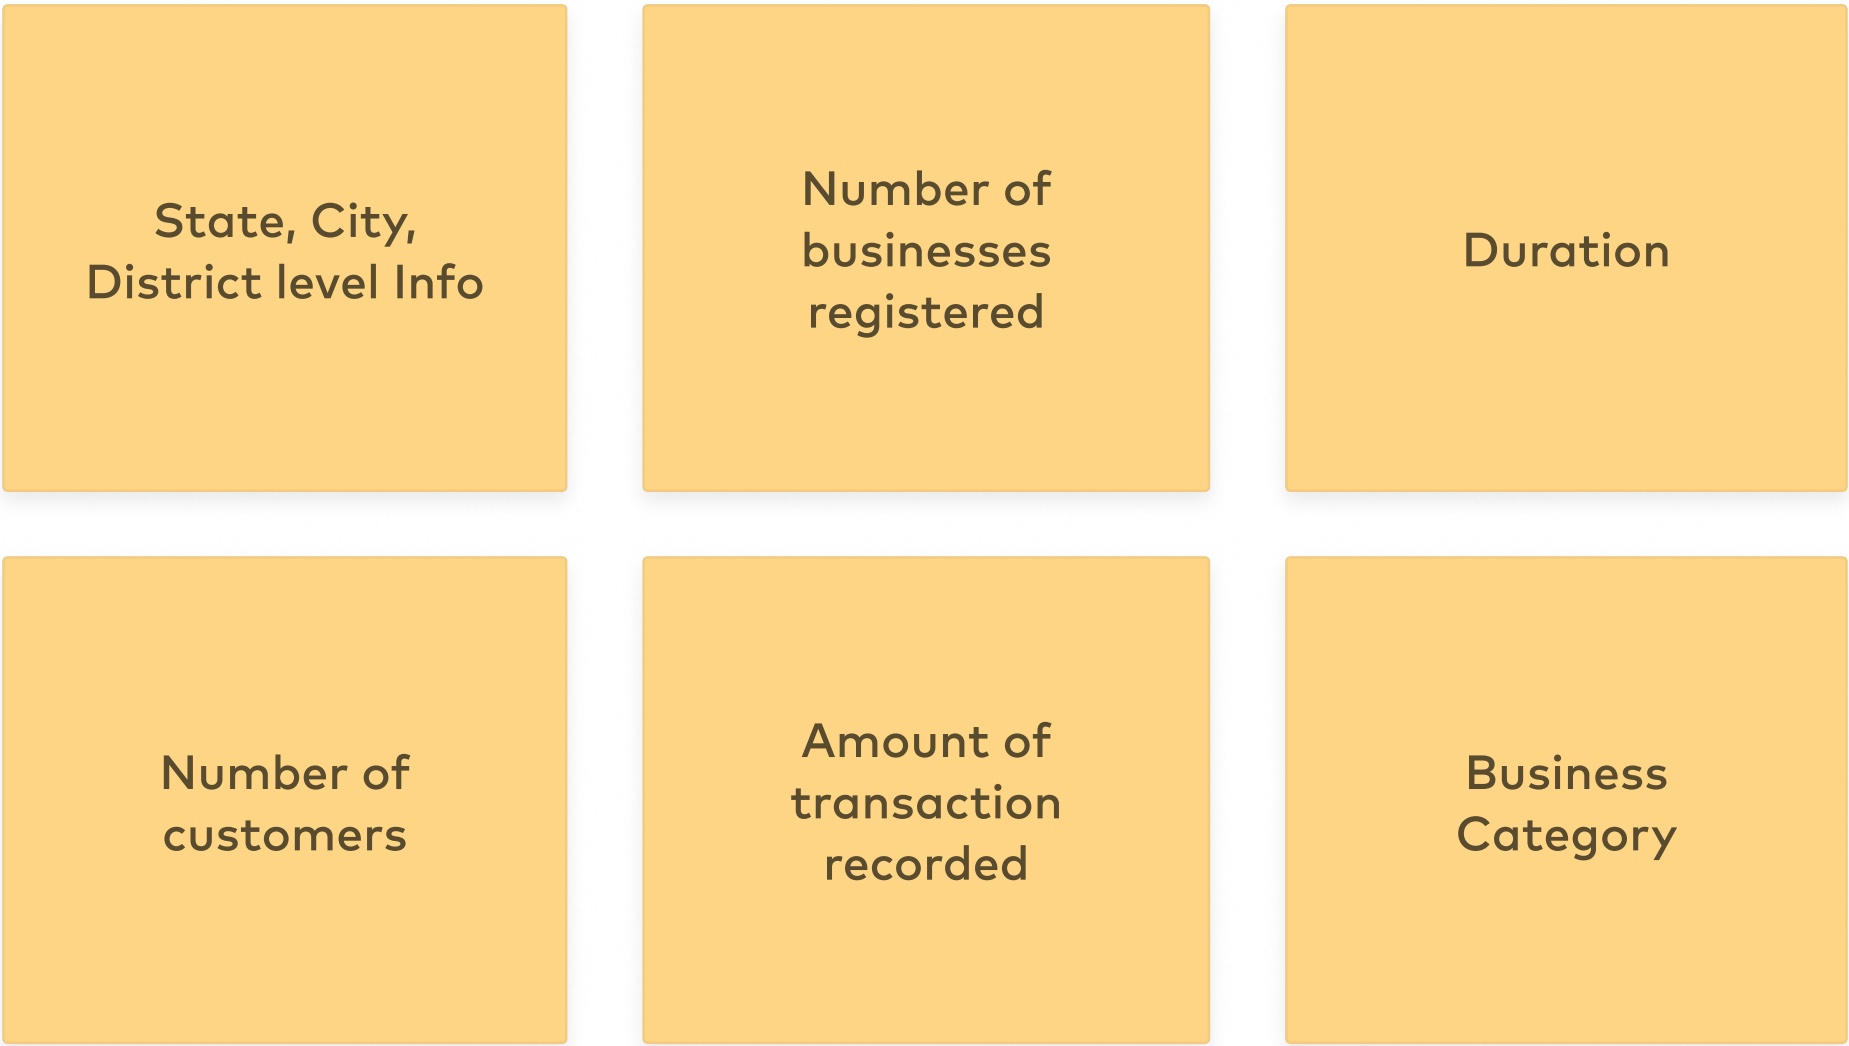 State, City,
District level Info
Number of
businesses
registered
Duration
Number of
customers
Amount of
transaction
recorded
Business
Category